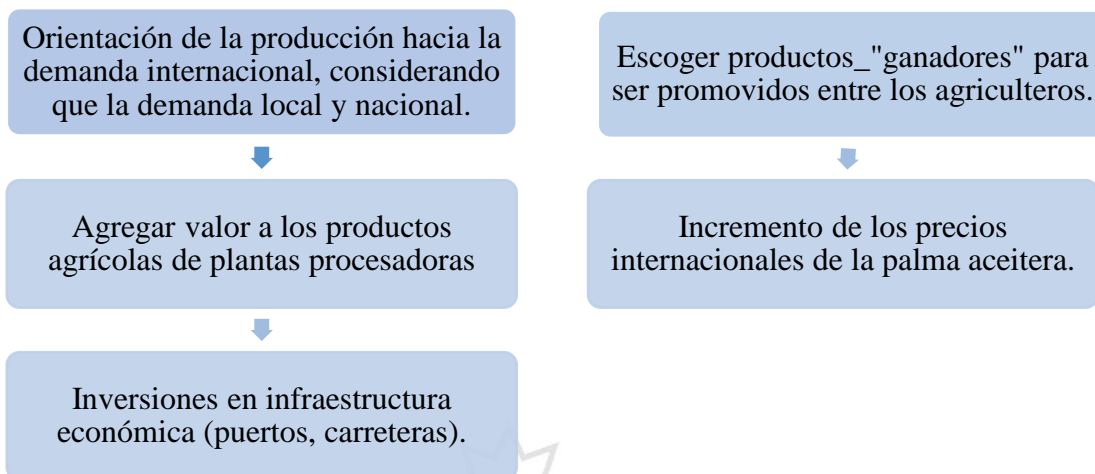 Orientación de la producción hacia la
demanda internacional, considerando
que la demanda local y nacional.
Agregar valor a los productos
agrícolas de plantas procesadoras
Inversiones en infraestructura
económica (puertos, carreteras).
Escoger productos_"ganadores" para
ser promovidos entre los agriculteros.
Incremento de los precios
internacionales de la palma aceitera.